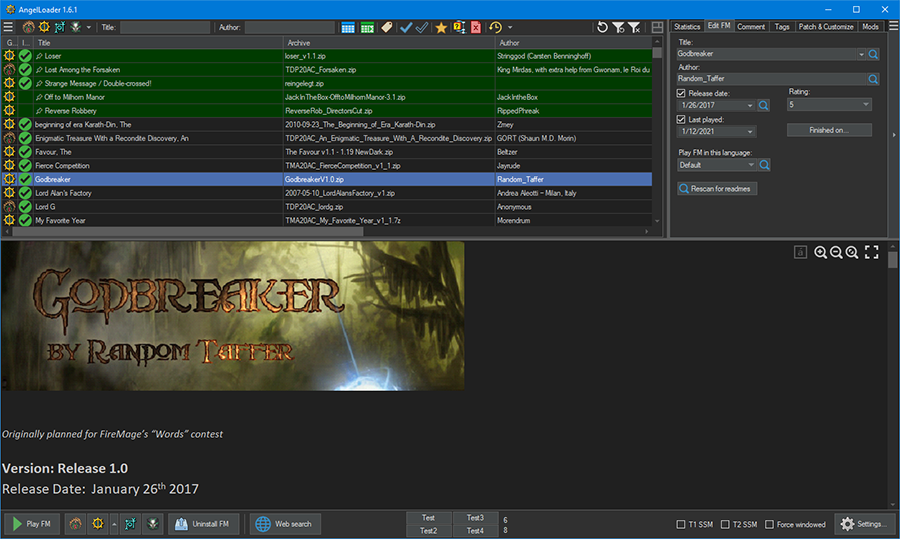 AngelLoader 1.6.1
Title:
Author:
Statistics Edit FM Comment Tags Patch & Customize Mods
G... I... Title Archive Author
Loser loser_v1.1.zip Stringgod (Carsten Benninghoff)
Lost Among the Forsaken TDP20AC_Forsaken.zip King Mirdas, with extra help from Gwonam, le Roi du
Strange Message / Double-crossed! reingelegt.zip
Off to Milhorn Manor JackInTheBox-OfftoMilhornManor-3.1.zip JackintheBox
Reverse Robbery ReverseRob_DirectorsCut.zip RippedPhreak
beginning of era Karath-Din, The 2010-09-23_The_Beginning_of_Era_Karath-Din.zip Zmey
Enigmatic Treasure With a Recondite Discovery, An TDP20AC_An_Enigmatic_Treasure_With_A_Recondite_Discovery.zip GORT (Shaun M.D. Morin)
Favour, The The Favour v1.1 - 1.19 NewDark.zip Beltzer
Fierce Competition TMA20AC_FierceCompetition_v1_1.zip Jayrude
Godbreaker GodbreakerV1.0.zip Random_Taffer
Lord Alan's Factory 2007-05-10_LordAlansFactory_v1.zip Andrea Aleotti – Milan, Italy
Lord G TDP20AC_lordg.zip Anonymous
My Favorite Year TMA20AC_My_Favorite_Year_v1_1.7z Morendrum
Title:
Godbreaker
Author:
Random_Taffer
Release date: Rating:
1/26/2017 5
Last played:
1/12/2021 Finished on...
Play FM in this language:
Default
Rescan for readmes
GODBREAKER
BY RANDOM TAFFER
Originally planned for FireMage's “Words” contest
Version: Release 1.0
Release Date: January 26th 2017
Play FM Uninstall FM Web search
Test Test3 6
Test2 Test4 8
T1 SSM T2 SSM Force windowed Settings...